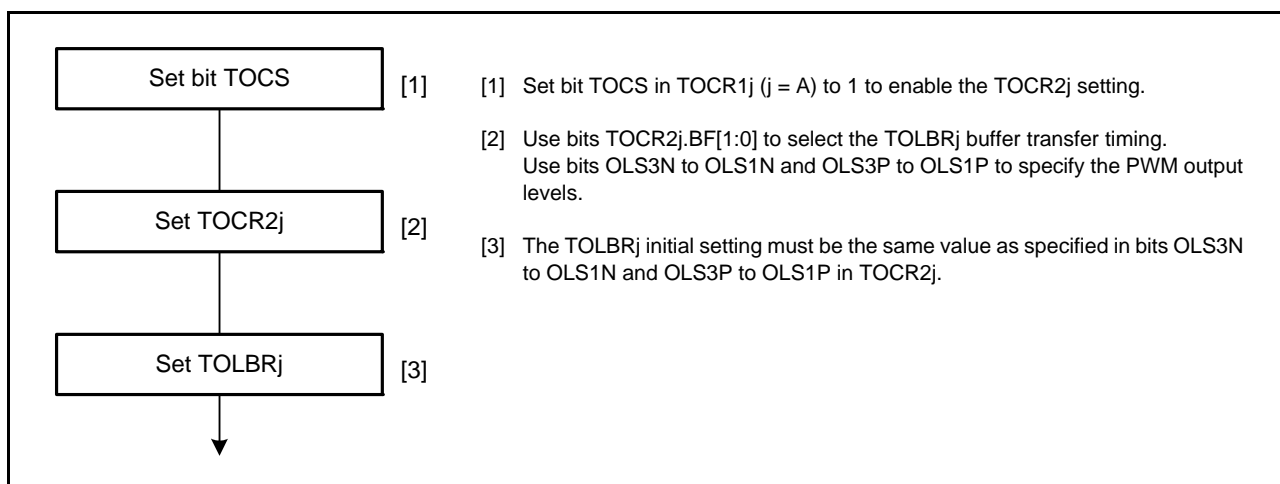 Set bit TOCS
[1]
[1] Set bit TOCS in TOCR1j (j = A) to 1 to enable the TOCR2j setting.
[2] Use bits TOCR2j.BF[1:0] to select the TOLBRj buffer transfer timing.
Use bits OLS3N to OLS1N and OLS3P to OLS1P to specify the PWM output
levels.
Set TOCR2j
[2]
[3] The TOLBRj initial setting must be the same value as specified in bits OLS3N
to OLS1N and OLS3P to OLS1P in TOCR2j.
Set TOLBRj
[3]